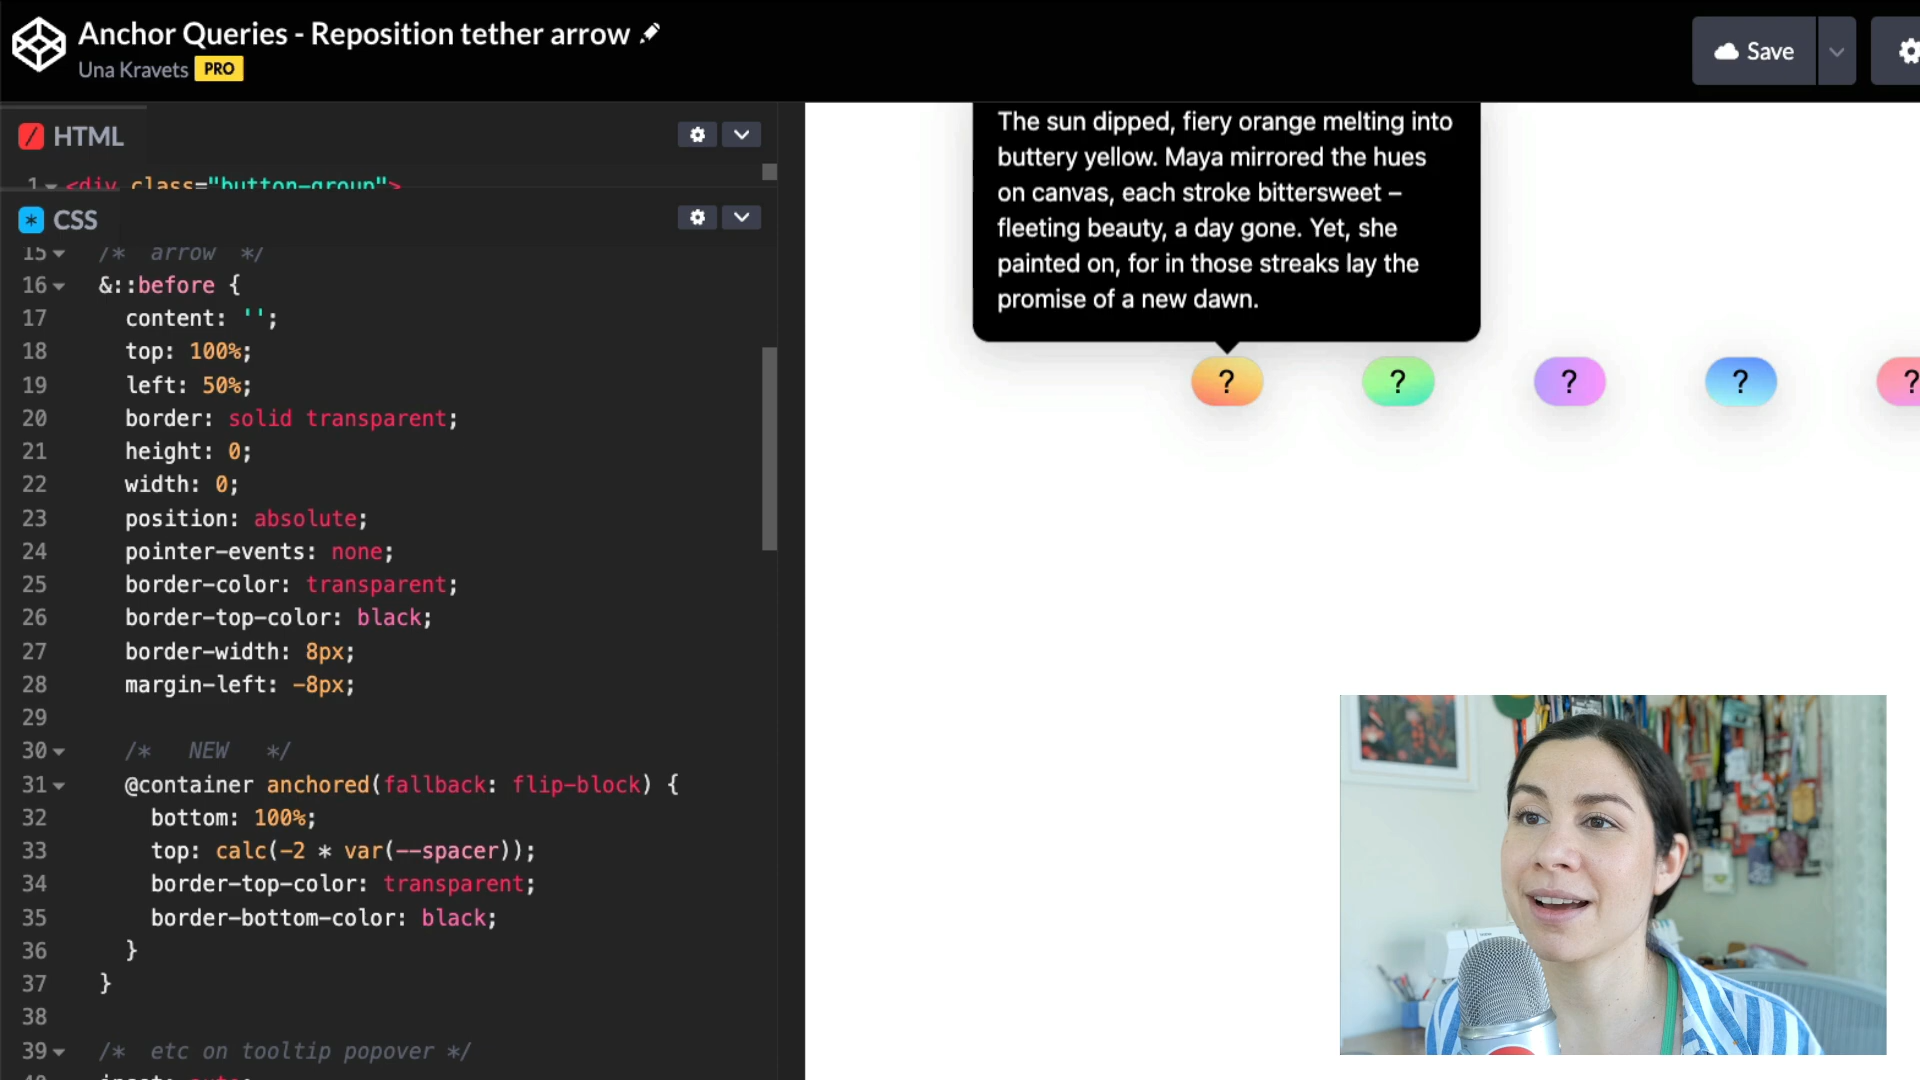 Anchor Queries - Reposition tether arrow
Una Kravets PRO
Save
HTML
1 <div class="button-group">
CSS
15 /* arrow */
16 &::before {
17 content: '';
18 top: 100%;
19 left: 50%;
20 border: solid transparent;
21 height: 0;
22 width: 0;
23 position: absolute;
24 pointer-events: none;
25 border-color: transparent;
26 border-top-color: black;
27 border-width: 8px;
28 margin-left: -8px;
29
30 /* NEW */
31 @container anchored(fallback: flip-block) {
32 bottom: 100%;
33 top: calc(-2 * var(--spacer));
34 border-top-color: transparent;
35 border-bottom-color: black;
36 }
37 }
38
39 /* etc on tooltip popover */
The sun dipped, fiery orange melting into
buttery yellow. Maya mirrored the hues
on canvas, each stroke bittersweet –
fleeting beauty, a day gone. Yet, she
painted on, for in those streaks lay the
promise of a new dawn.
? ? ? ? ?